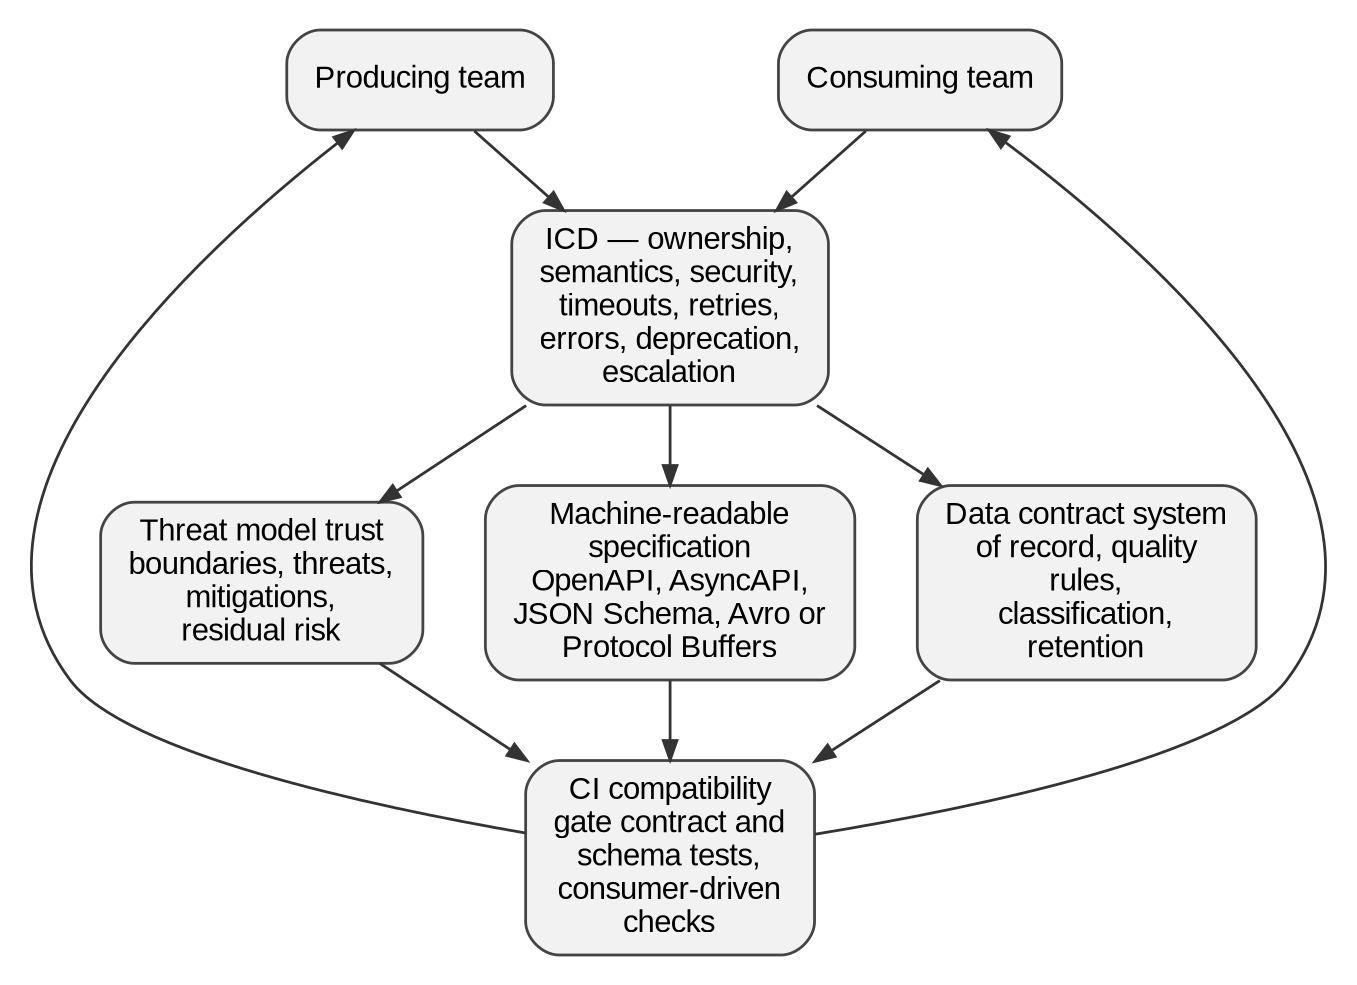 Producing team
Consuming team
ICD — ownership,
semantics, security,
timeouts, retries,
errors, deprecation,
escalation
Threat model trust
boundaries, threats,
mitigations,
residual risk
Machine-readable
specification
OpenAPI, AsyncAPI,
JSON Schema, Avro or
Protocol Buffers
Data contract system
of record, quality
rules,
classification,
retention
CI compatibility
gate contract and
schema tests,
consumer-driven
checks